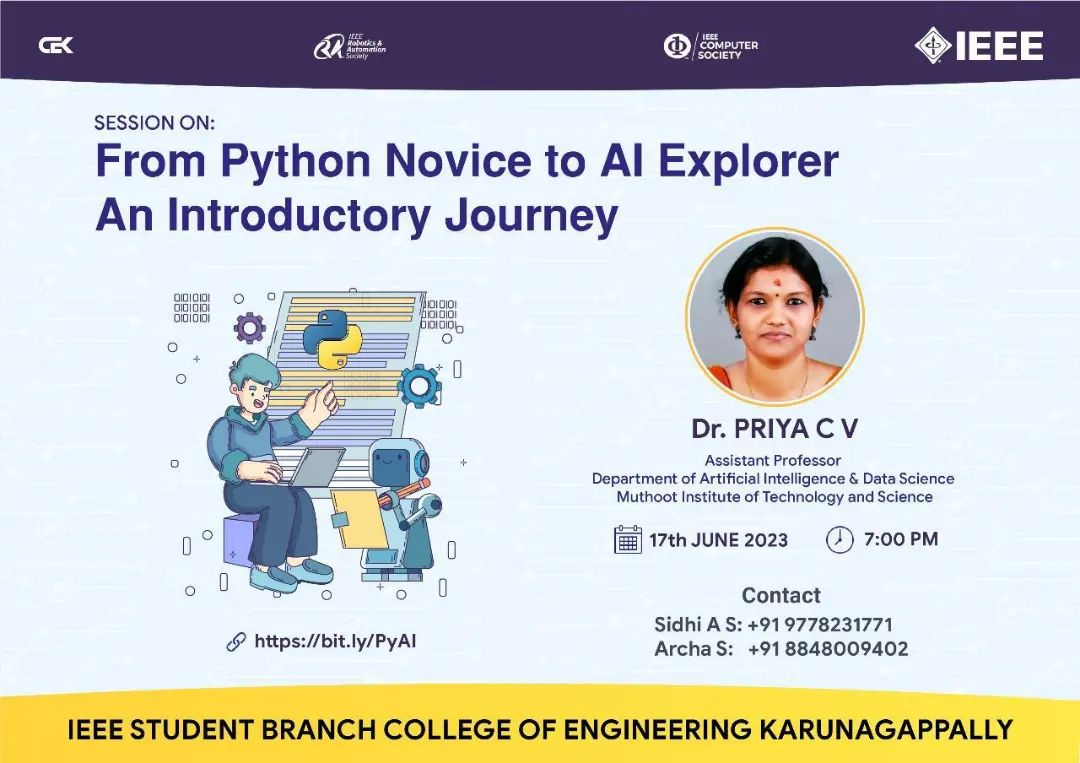 CEK
IEEE
Robotics &
Automation
Society
IEEE
COMPUTER
SOCIETY
IEEE
SESSION ON:
From Python Novice to AI Explorer
An Introductory Journey
Dr. PRIYA C V
Assistant Professor
Department of Artificial Intelligence & Data Science
Muthoot Institute of Technology and Science
17th JUNE 2023
7:00 PM
Contact
Sidhi A S: +91 9778231771
Archa S: +91 8848009402
https://bit.ly/PyAI
IEEE STUDENT BRANCH COLLEGE OF ENGINEERING KARUNAGAPPALLY